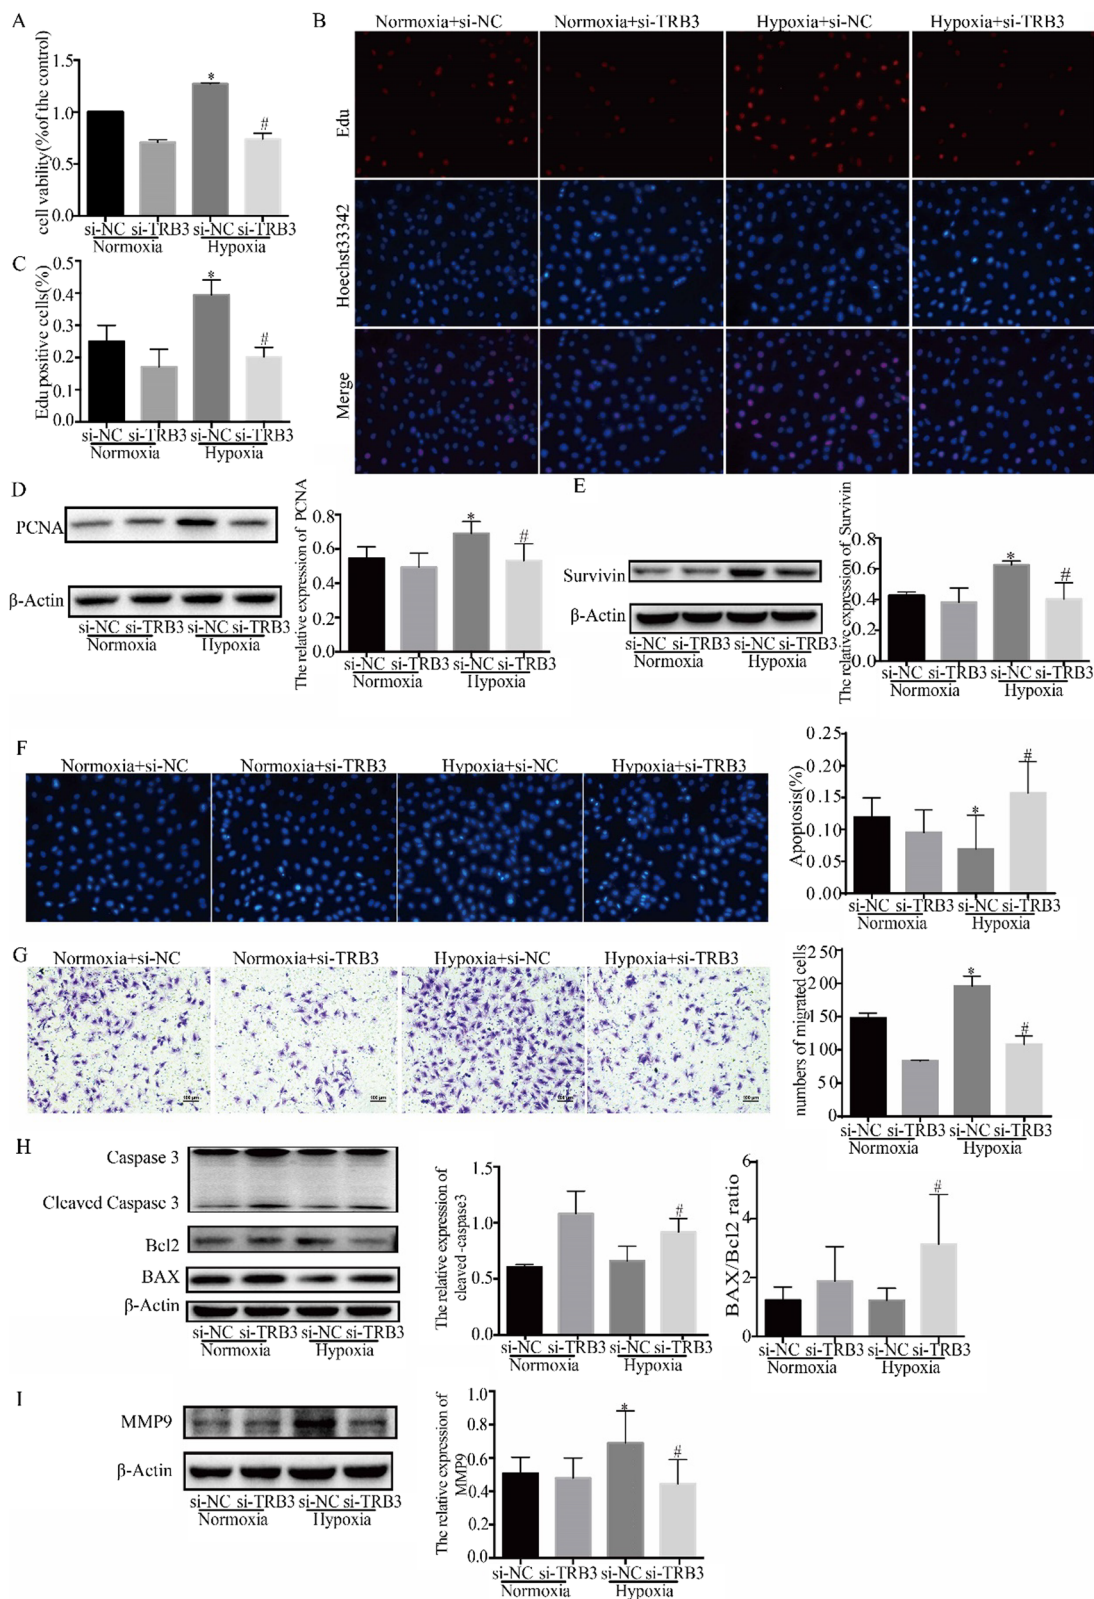 A
cell vability(%of the control)
1.5
1.0
0.5
0.0
*
#
si-NC si-TRB3 si-NC si-TRB3
Normoxia Hypoxia
B
Normoxia+si-NC Normoxia+si-TRB3 Hypoxia+si-NC Hypoxia+si-TRB3
Edu
Hoechst33342
Merge
C
Edu positive cells(%)
0.5
0.4
0.3
0.2
0.1
0.0
*
#
si-NC si-TRB3 si-NC si-TRB3
Normoxia Hypoxia
D
PCNA
β-Actin
si-NC si-TRB3 si-NC si-TRB3
Normoxia Hypoxia
The relative expression of PCNA
0.8
0.6
0.4
0.2
0.0
*
#
si-NC si-TRB3 si-NC si-TRB3
Normoxia Hypoxia
E
Survivin
β-Actin
si-NC si-TRB3 si-NC si-TRB3
Normoxia Hypoxia
The relative expression of Survivin
0.8
0.6
0.4
0.2
0.0
*
#
si-NC si-TRB3 si-NC si-TRB3
Normoxia Hypoxia
F
Normoxia+si-NC Normoxia+si-TRB3 Hypoxia+si-NC Hypoxia+si-TRB3
Apoptosis(%)
0.25
0.20
0.15
0.10
0.05
0.00
*
#
si-NC si-TRB3 si-NC si-TRB3
Normoxia Hypoxia
G
Normoxia+si-NC Normoxia+si-TRB3 Hypoxia+si-NC Hypoxia+si-TRB3
100 μm 100 μm 100 μm 100 μm
numbers of migrated cells
250
200
150
100
50
0
*
#
si-NC si-TRB3 si-NC si-TRB3
Normoxia Hypoxia
H
Caspase 3
Cleaved Caspase 3
Bcl2
BAX
β-Actin
si-NC si-TRB3 si-NC si-TRB3
Normoxia Hypoxia
The relative expression of
cleaved-caspase3
1.5
1.0
0.5
0.0
#
si-NC si-TRB3 si-NC si-TRB3
Normoxia Hypoxia
BAX/Bcl2 ratio
6
4
2
0
#
si-NC si-TRB3 si-NC si-TRB3
Normoxia Hypoxia
I
MMP9
β-Actin
si-NC si-TRB3 si-NC si-TRB3
Normoxia Hypoxia
The relative expression of
MMP9
1.0
0.8
0.6
0.4
0.2
0.0
*
#
si-NC si-TRB3 si-NC si-TRB3
Normoxia Hypoxia